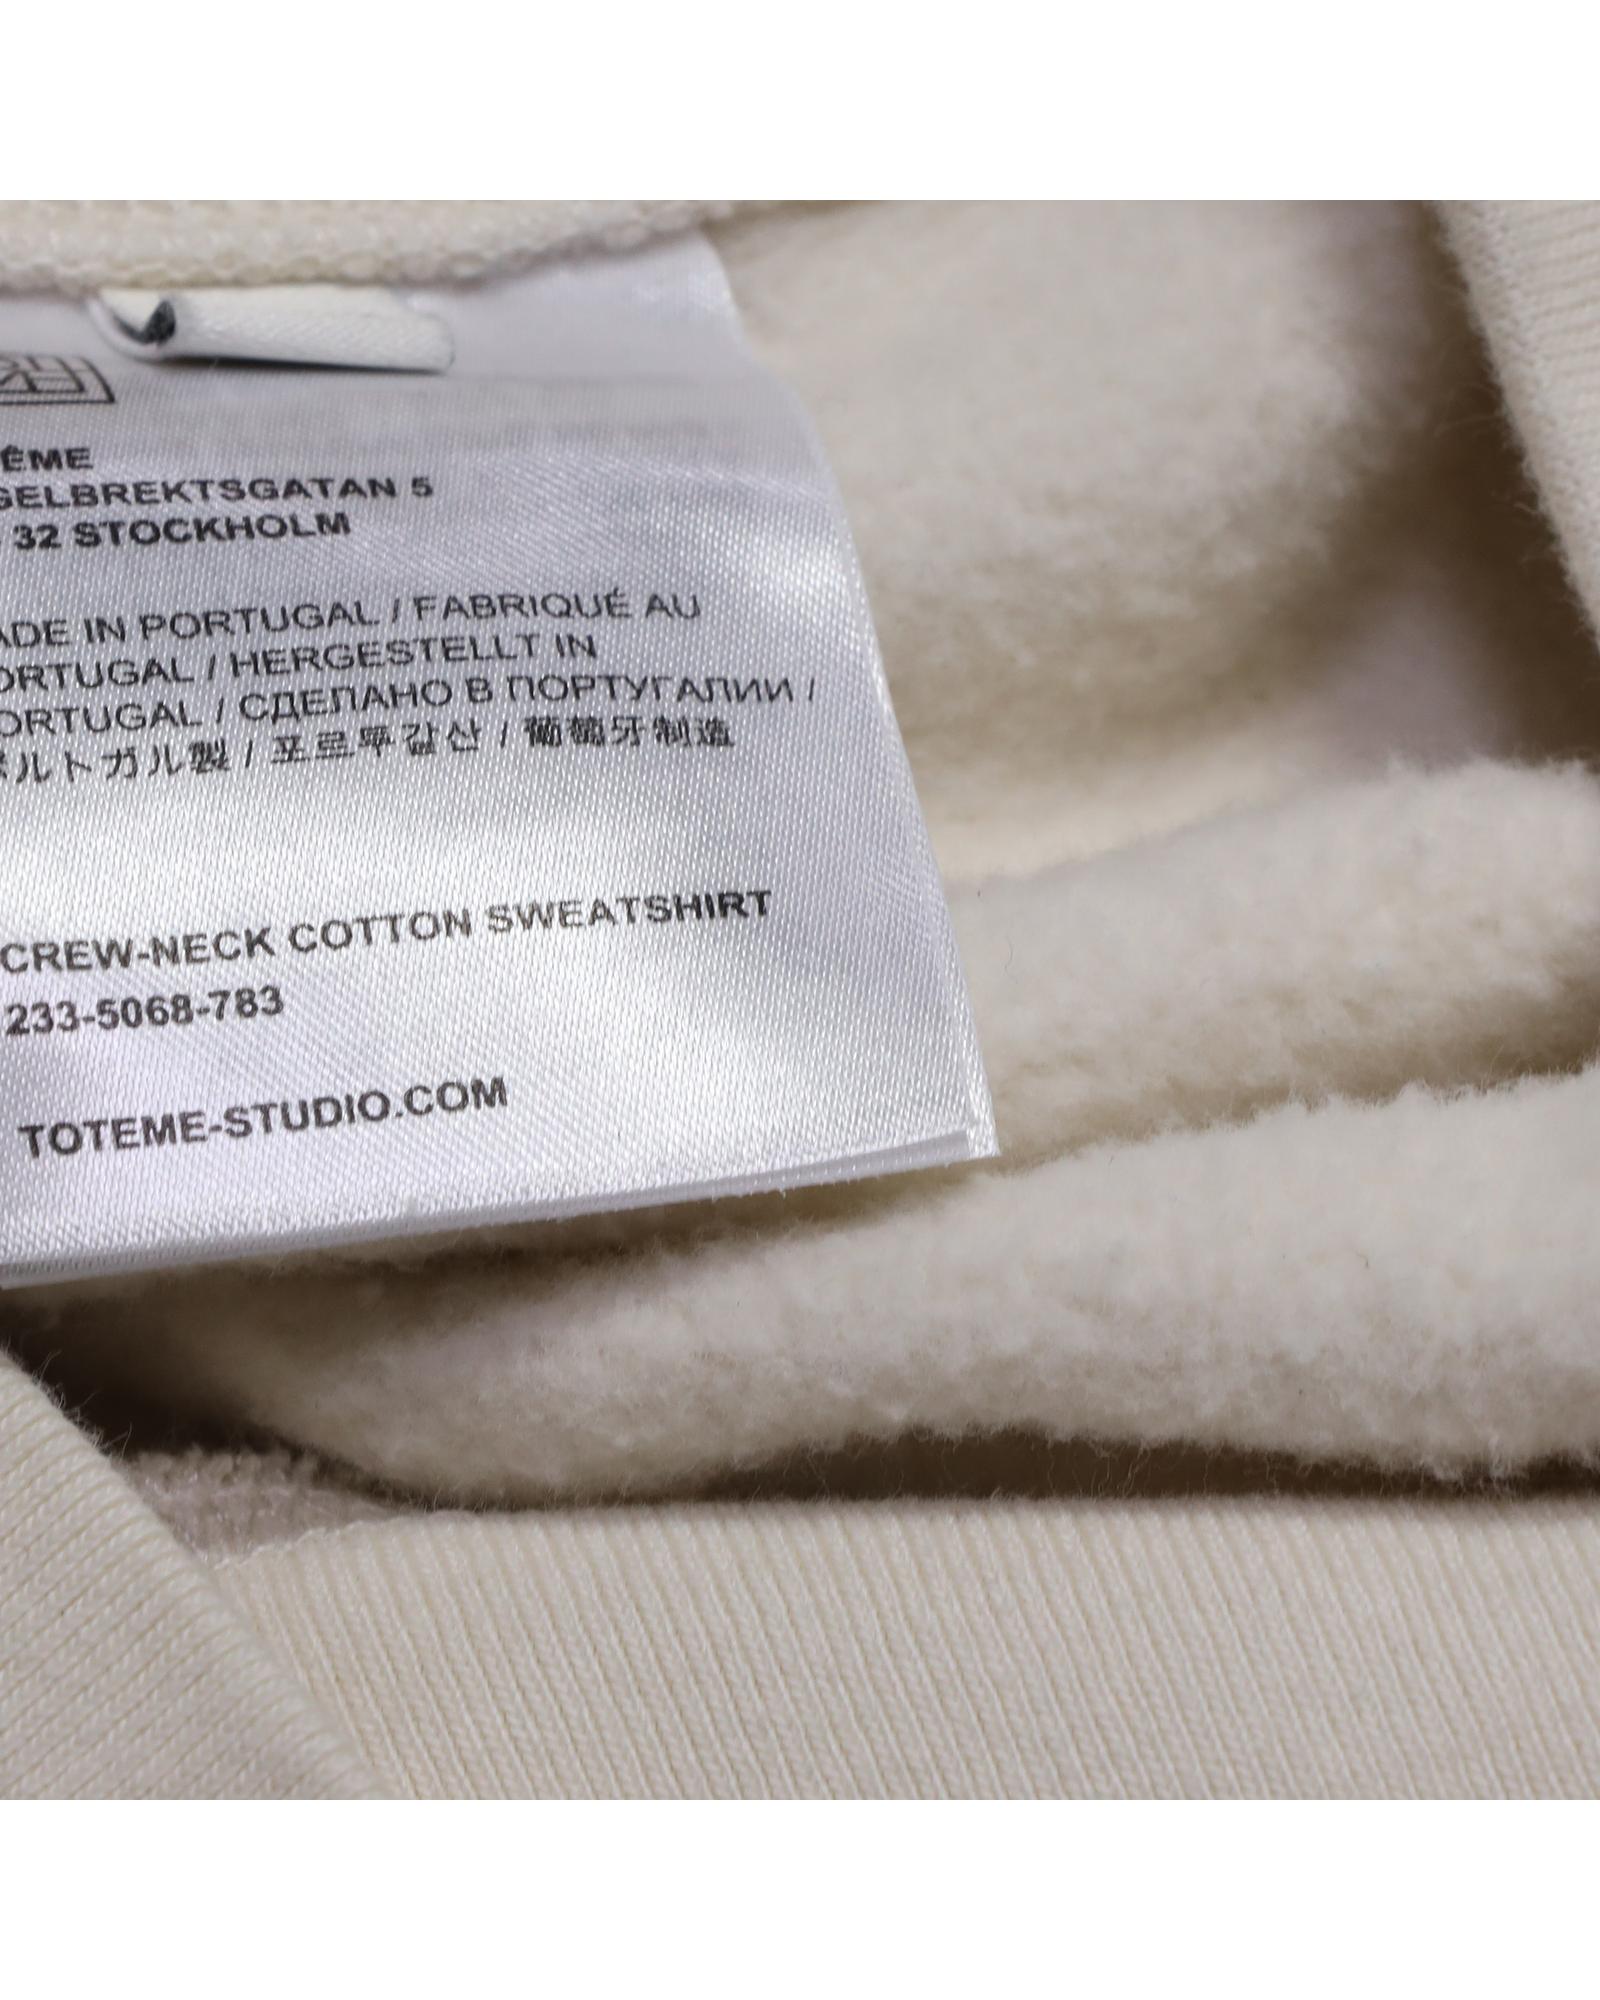 ÊME
GELBREKTSGATAN 5
32 STOCKHOLM
ADE IN PORTUGAL / FABRIQUÉ AU
ORTUGAL / HERGESTELLT IN
ORTUGAL / СДЕЛАНО В ПОРТУГАЛИИ /
ポルトガル製 / 포르투갈산 / 葡萄牙制造
CREW-NECK COTTON SWEATSHIRT
233-5068-783
TOTEME-STUDIO.COM